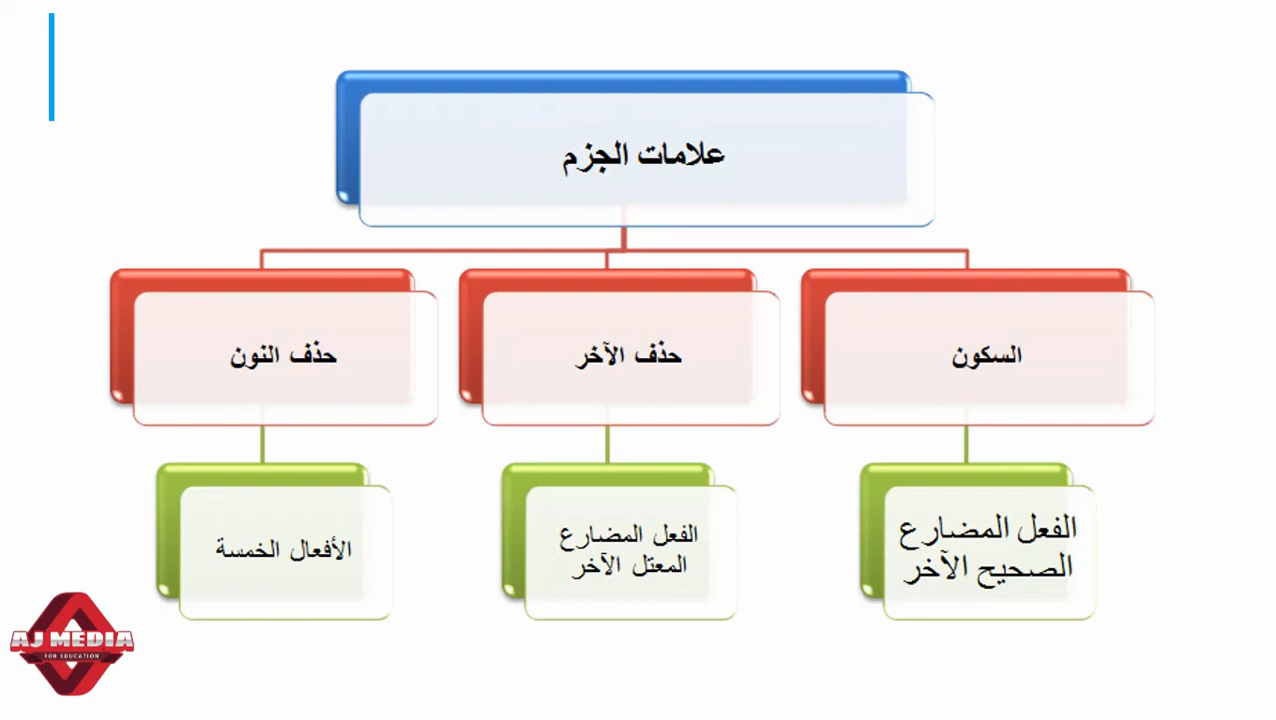 علامات الجزم
السكون
حذف الآخر
حذف النون
الفعل المضارع
الصحيح الآخر
الفعل المضارع
المعتل الآخر
الأفعال الخمسة
AJ MEDIA
FOR EDUCATION